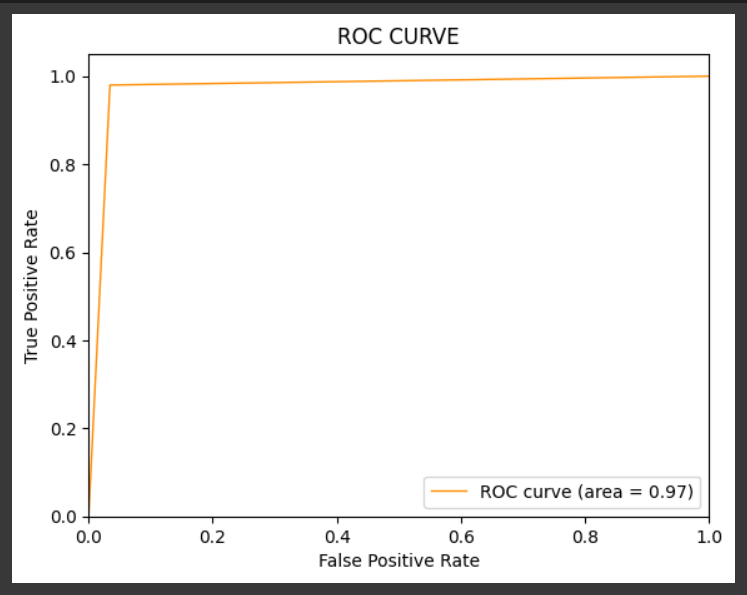 ROC CURVE
True Positive Rate
1.0
0.8
0.6
0.4
0.2
0.0
ROC curve (area = 0.97)
0.0 0.2 0.4 0.6 0.8 1.0
False Positive Rate